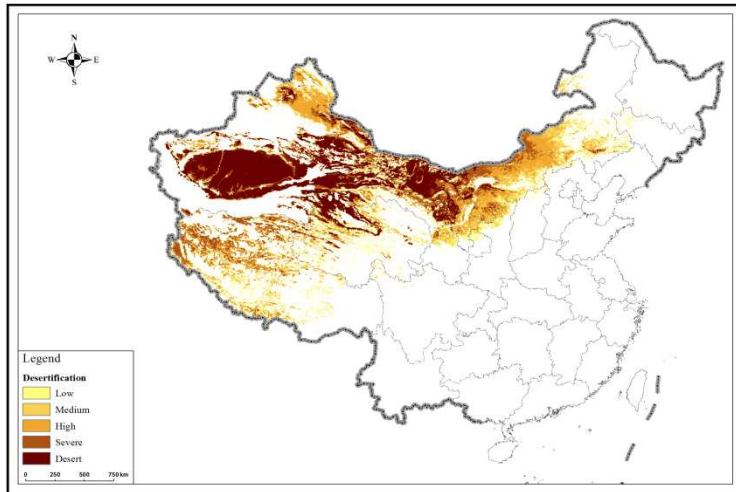 N
W E
S
Legend
Desertification
Low
Medium
High
Severe
Desert
0 250 500 750 km